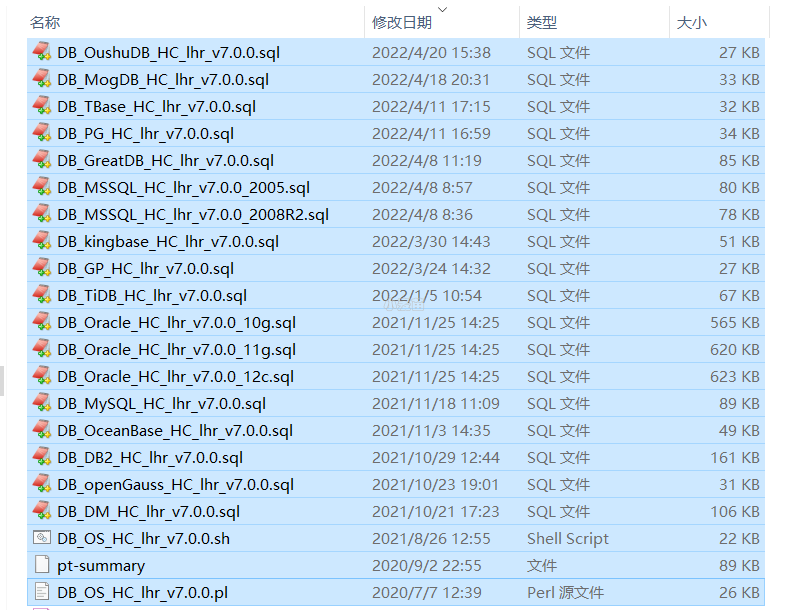 名称 修改日期 类型 大小
DB_OushuDB_HC_lhr_v7.0.0.sql 2022/4/20 15:38 SQL 文件 27 KB
DB_MogDB_HC_lhr_v7.0.0.sql 2022/4/18 20:31 SQL 文件 33 KB
DB_TBase_HC_lhr_v7.0.0.sql 2022/4/11 17:15 SQL 文件 32 KB
DB_PG_HC_lhr_v7.0.0.sql 2022/4/11 16:59 SQL 文件 34 KB
DB_GreatDB_HC_lhr_v7.0.0.sql 2022/4/8 11:19 SQL 文件 85 KB
DB_MSSQL_HC_lhr_v7.0.0_2005.sql 2022/4/8 8:57 SQL 文件 80 KB
DB_MSSQL_HC_lhr_v7.0.0_2008R2.sql 2022/4/8 8:36 SQL 文件 78 KB
DB_kingbase_HC_lhr_v7.0.0.sql 2022/3/30 14:43 SQL 文件 51 KB
DB_GP_HC_lhr_v7.0.0.sql 2022/3/24 14:32 SQL 文件 27 KB
DB_TiDB_HC_lhr_v7.0.0.sql 2022/1/5 10:54 SQL 文件 67 KB
DB_Oracle_HC_lhr_v7.0.0_10g.sql 2021/11/25 14:25 SQL 文件 565 KB
DB_Oracle_HC_lhr_v7.0.0_11g.sql 2021/11/25 14:25 SQL 文件 620 KB
DB_Oracle_HC_lhr_v7.0.0_12c.sql 2021/11/25 14:25 SQL 文件 623 KB
DB_MySQL_HC_lhr_v7.0.0.sql 2021/11/18 11:09 SQL 文件 89 KB
DB_OceanBase_HC_lhr_v7.0.0.sql 2021/11/3 14:35 SQL 文件 49 KB
DB_DB2_HC_lhr_v7.0.0.sql 2021/10/29 12:44 SQL 文件 161 KB
DB_openGauss_HC_lhr_v7.0.0.sql 2021/10/23 19:01 SQL 文件 31 KB
DB_DM_HC_lhr_v7.0.0.sql 2021/10/21 17:23 SQL 文件 106 KB
DB_OS_HC_lhr_v7.0.0.sh 2021/8/26 12:55 Shell Script 22 KB
pt-summary 2020/9/2 22:55 文件 89 KB
DB_OS_HC_lhr_v7.0.0.pl 2020/7/7 12:39 Perl 源文件 26 KB